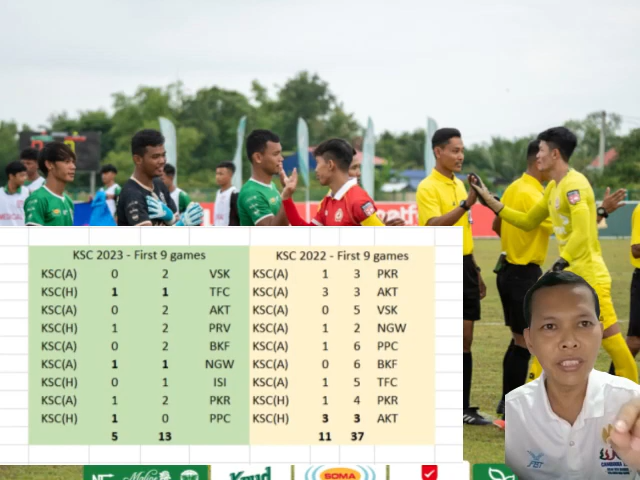 KSC 2023 - First 9 games KSC 2022 - First 9 games
KSC(A) 0 2 VSK KSC(A) 1 3 PKR
KSC(H) 1 1 TFC KSC(A) 3 3 AKT
KSC(A) 0 2 AKT KSC(A) 0 5 VSK
KSC(H) 1 2 PRV KSC(A) 1 2 NGW
KSC(A) 0 2 BKF KSC(A) 1 6 PPC
KSC(A) 1 1 NGW KSC(A) 0 6 BKF
KSC(H) 0 1 ISI KSC(A) 1 5 TFC
KSC(A) 1 2 PKR KSC(H) 1 4 PKR
KSC(H) 1 0 PPC KSC(H) 3 3 AKT
5 13 11 37
SOMA
FBT